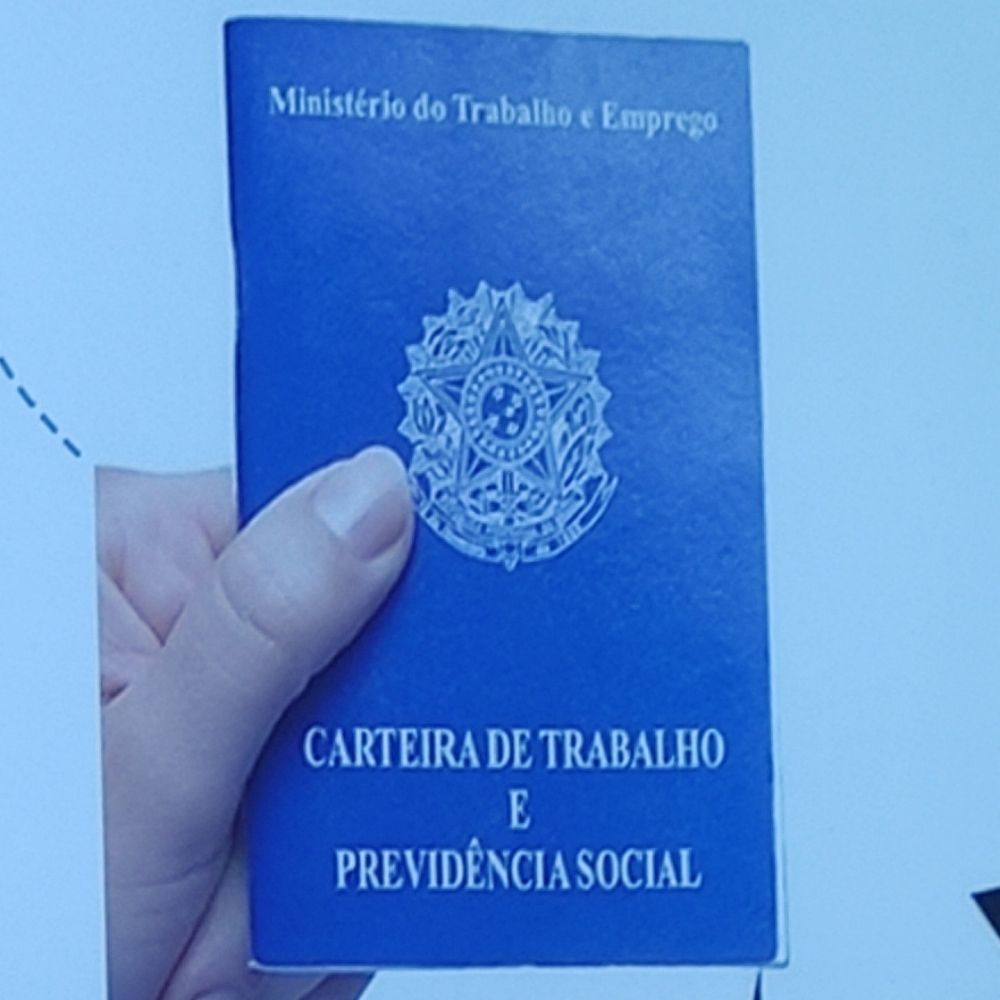 Ministério do Trabalho e Emprego
CARTEIRA DE TRABALHO
E
PREVIDÊNCIA SOCIAL